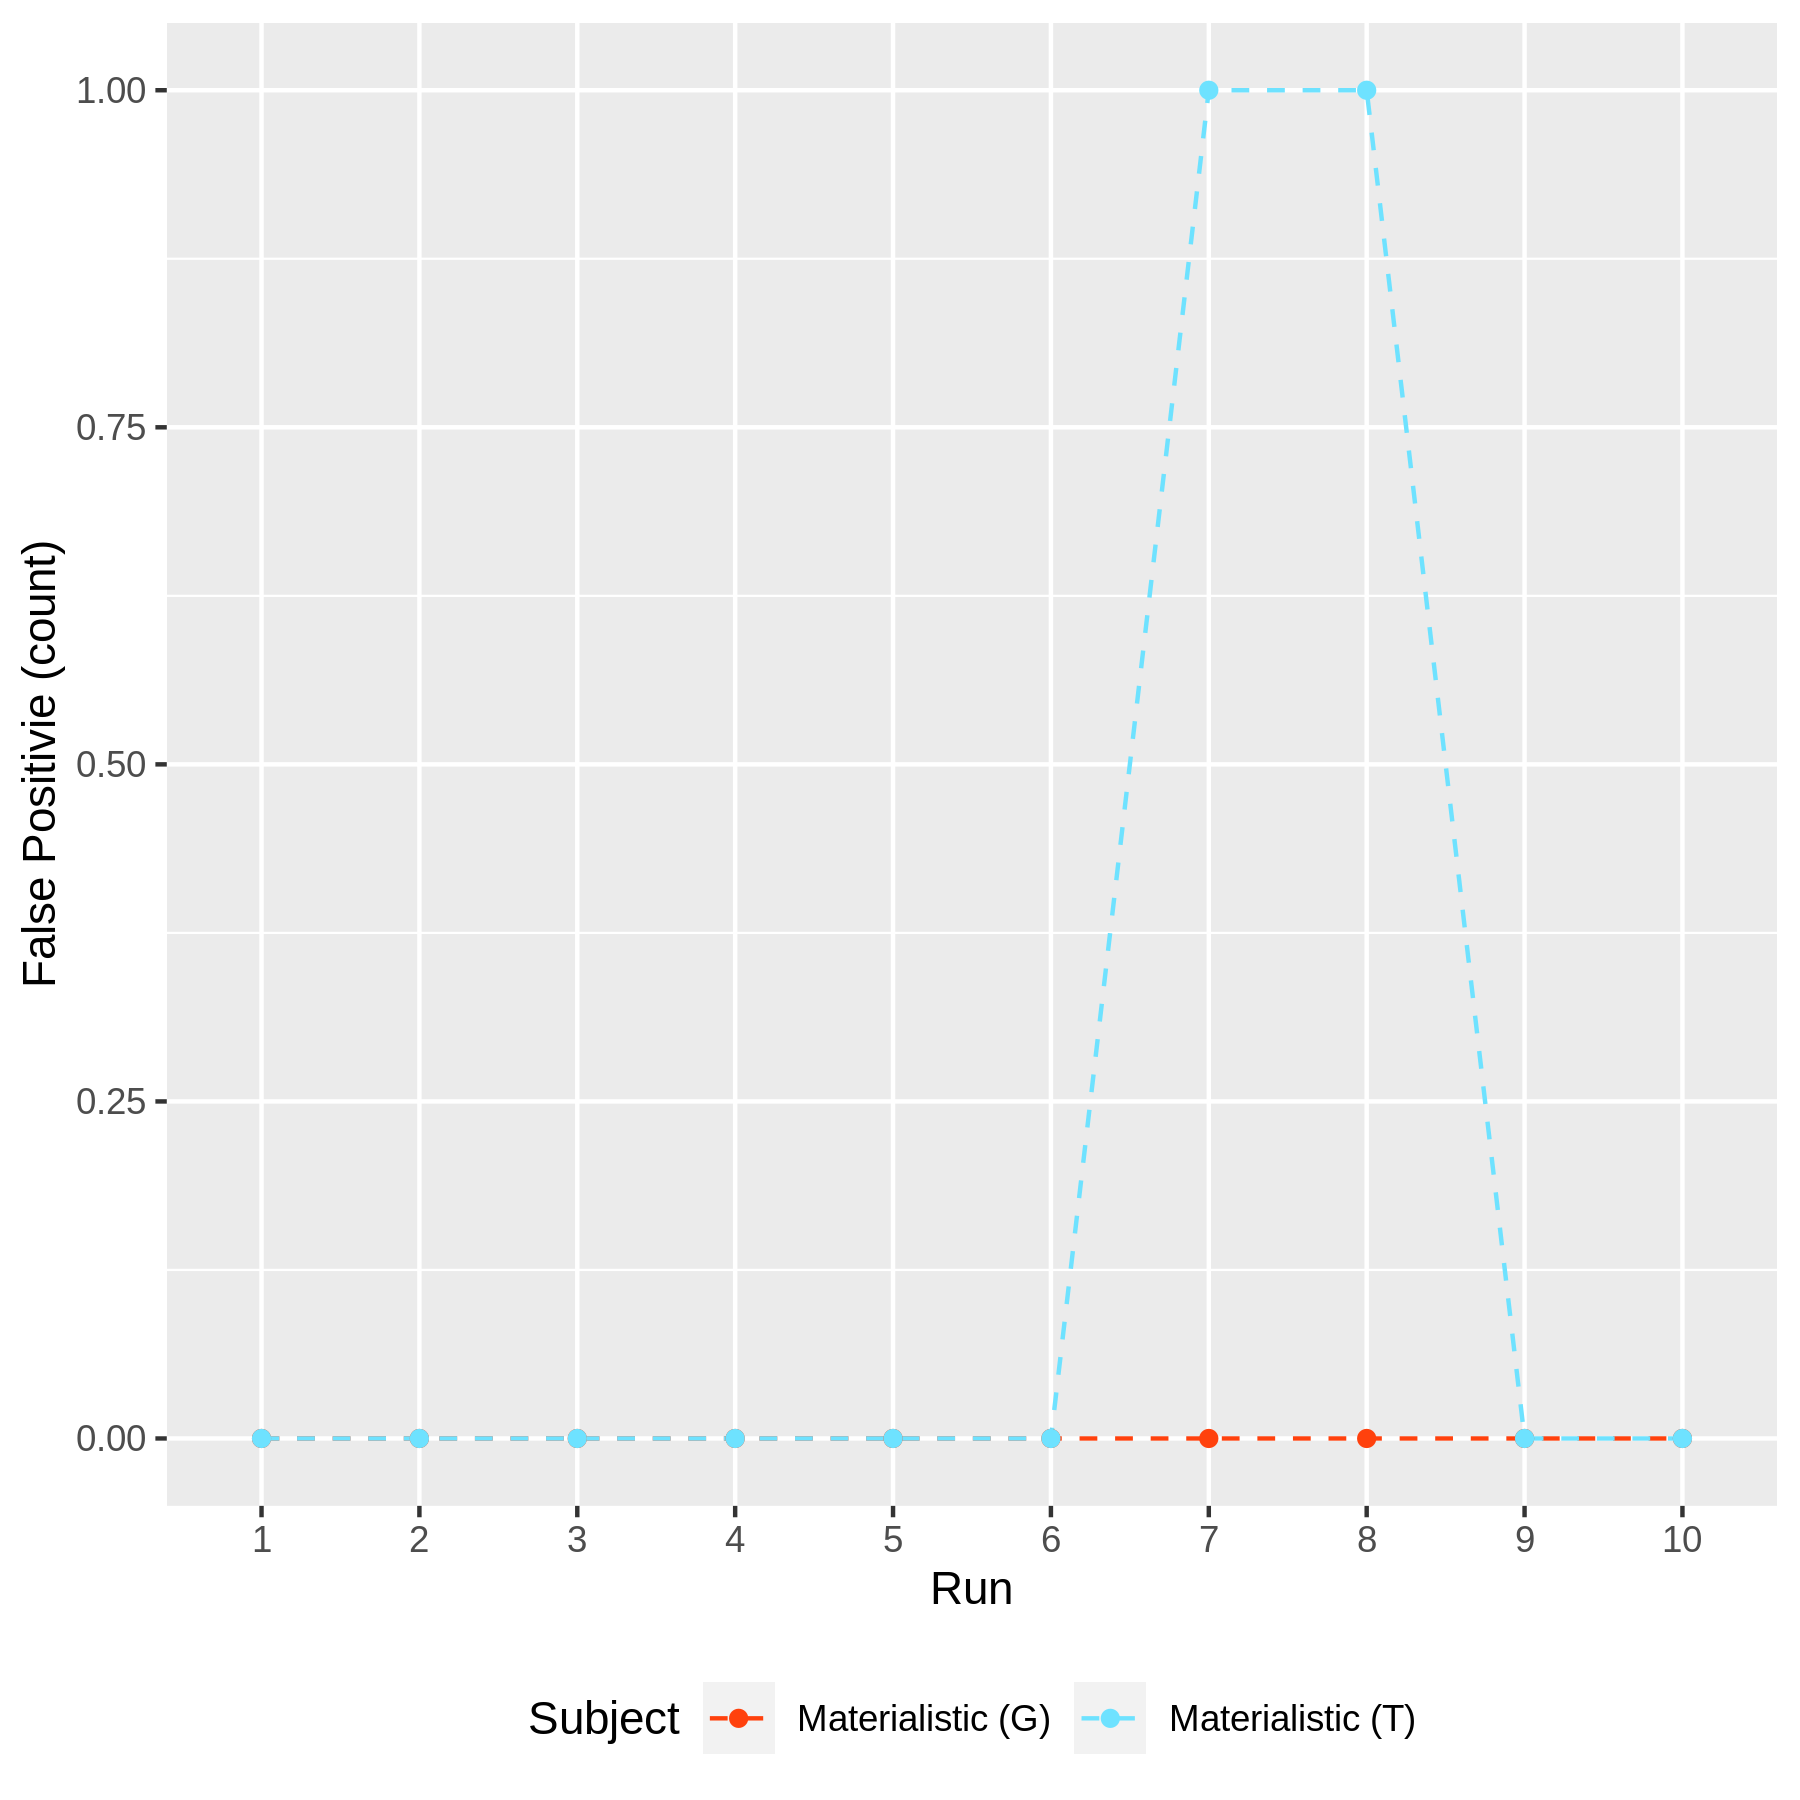 1.00
0.75
0.50
0.25
0.00
False Positivie (count)
1 2 3 4 5 6 7 8 9 10
Run
Subject Materialistic (G) Materialistic (T)